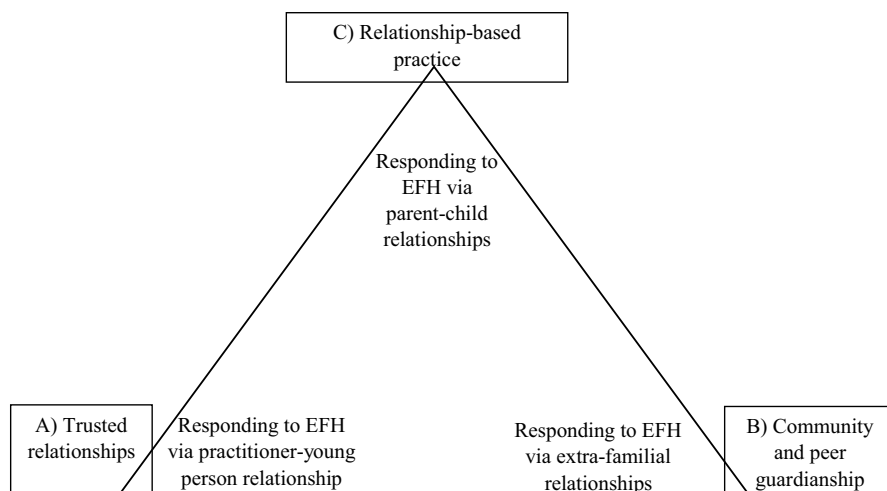 C) Relationship-based
practice
Responding to
EFH via
parent-child
relationships
A) Trusted
relationships
Responding to EFH
via practitioner-young
person relationship
Responding to EFH
via extra-familial
relationships
B) Community
and peer
guardianship